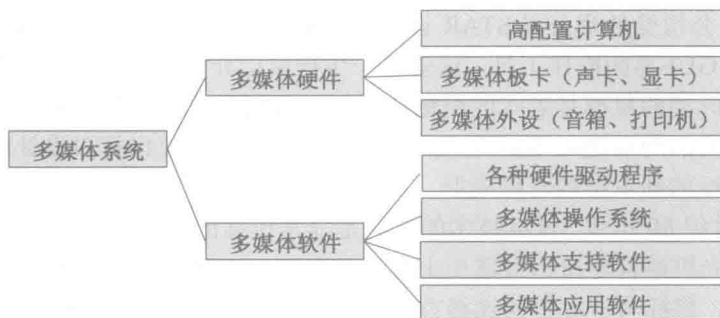 多媒体系统
多媒体硬件
高配置计算机
多媒体板卡（声卡、显卡）
多媒体外设（音箱、打印机）
多媒体软件
各种硬件驱动程序
多媒体操作系统
多媒体支持软件
多媒体应用软件